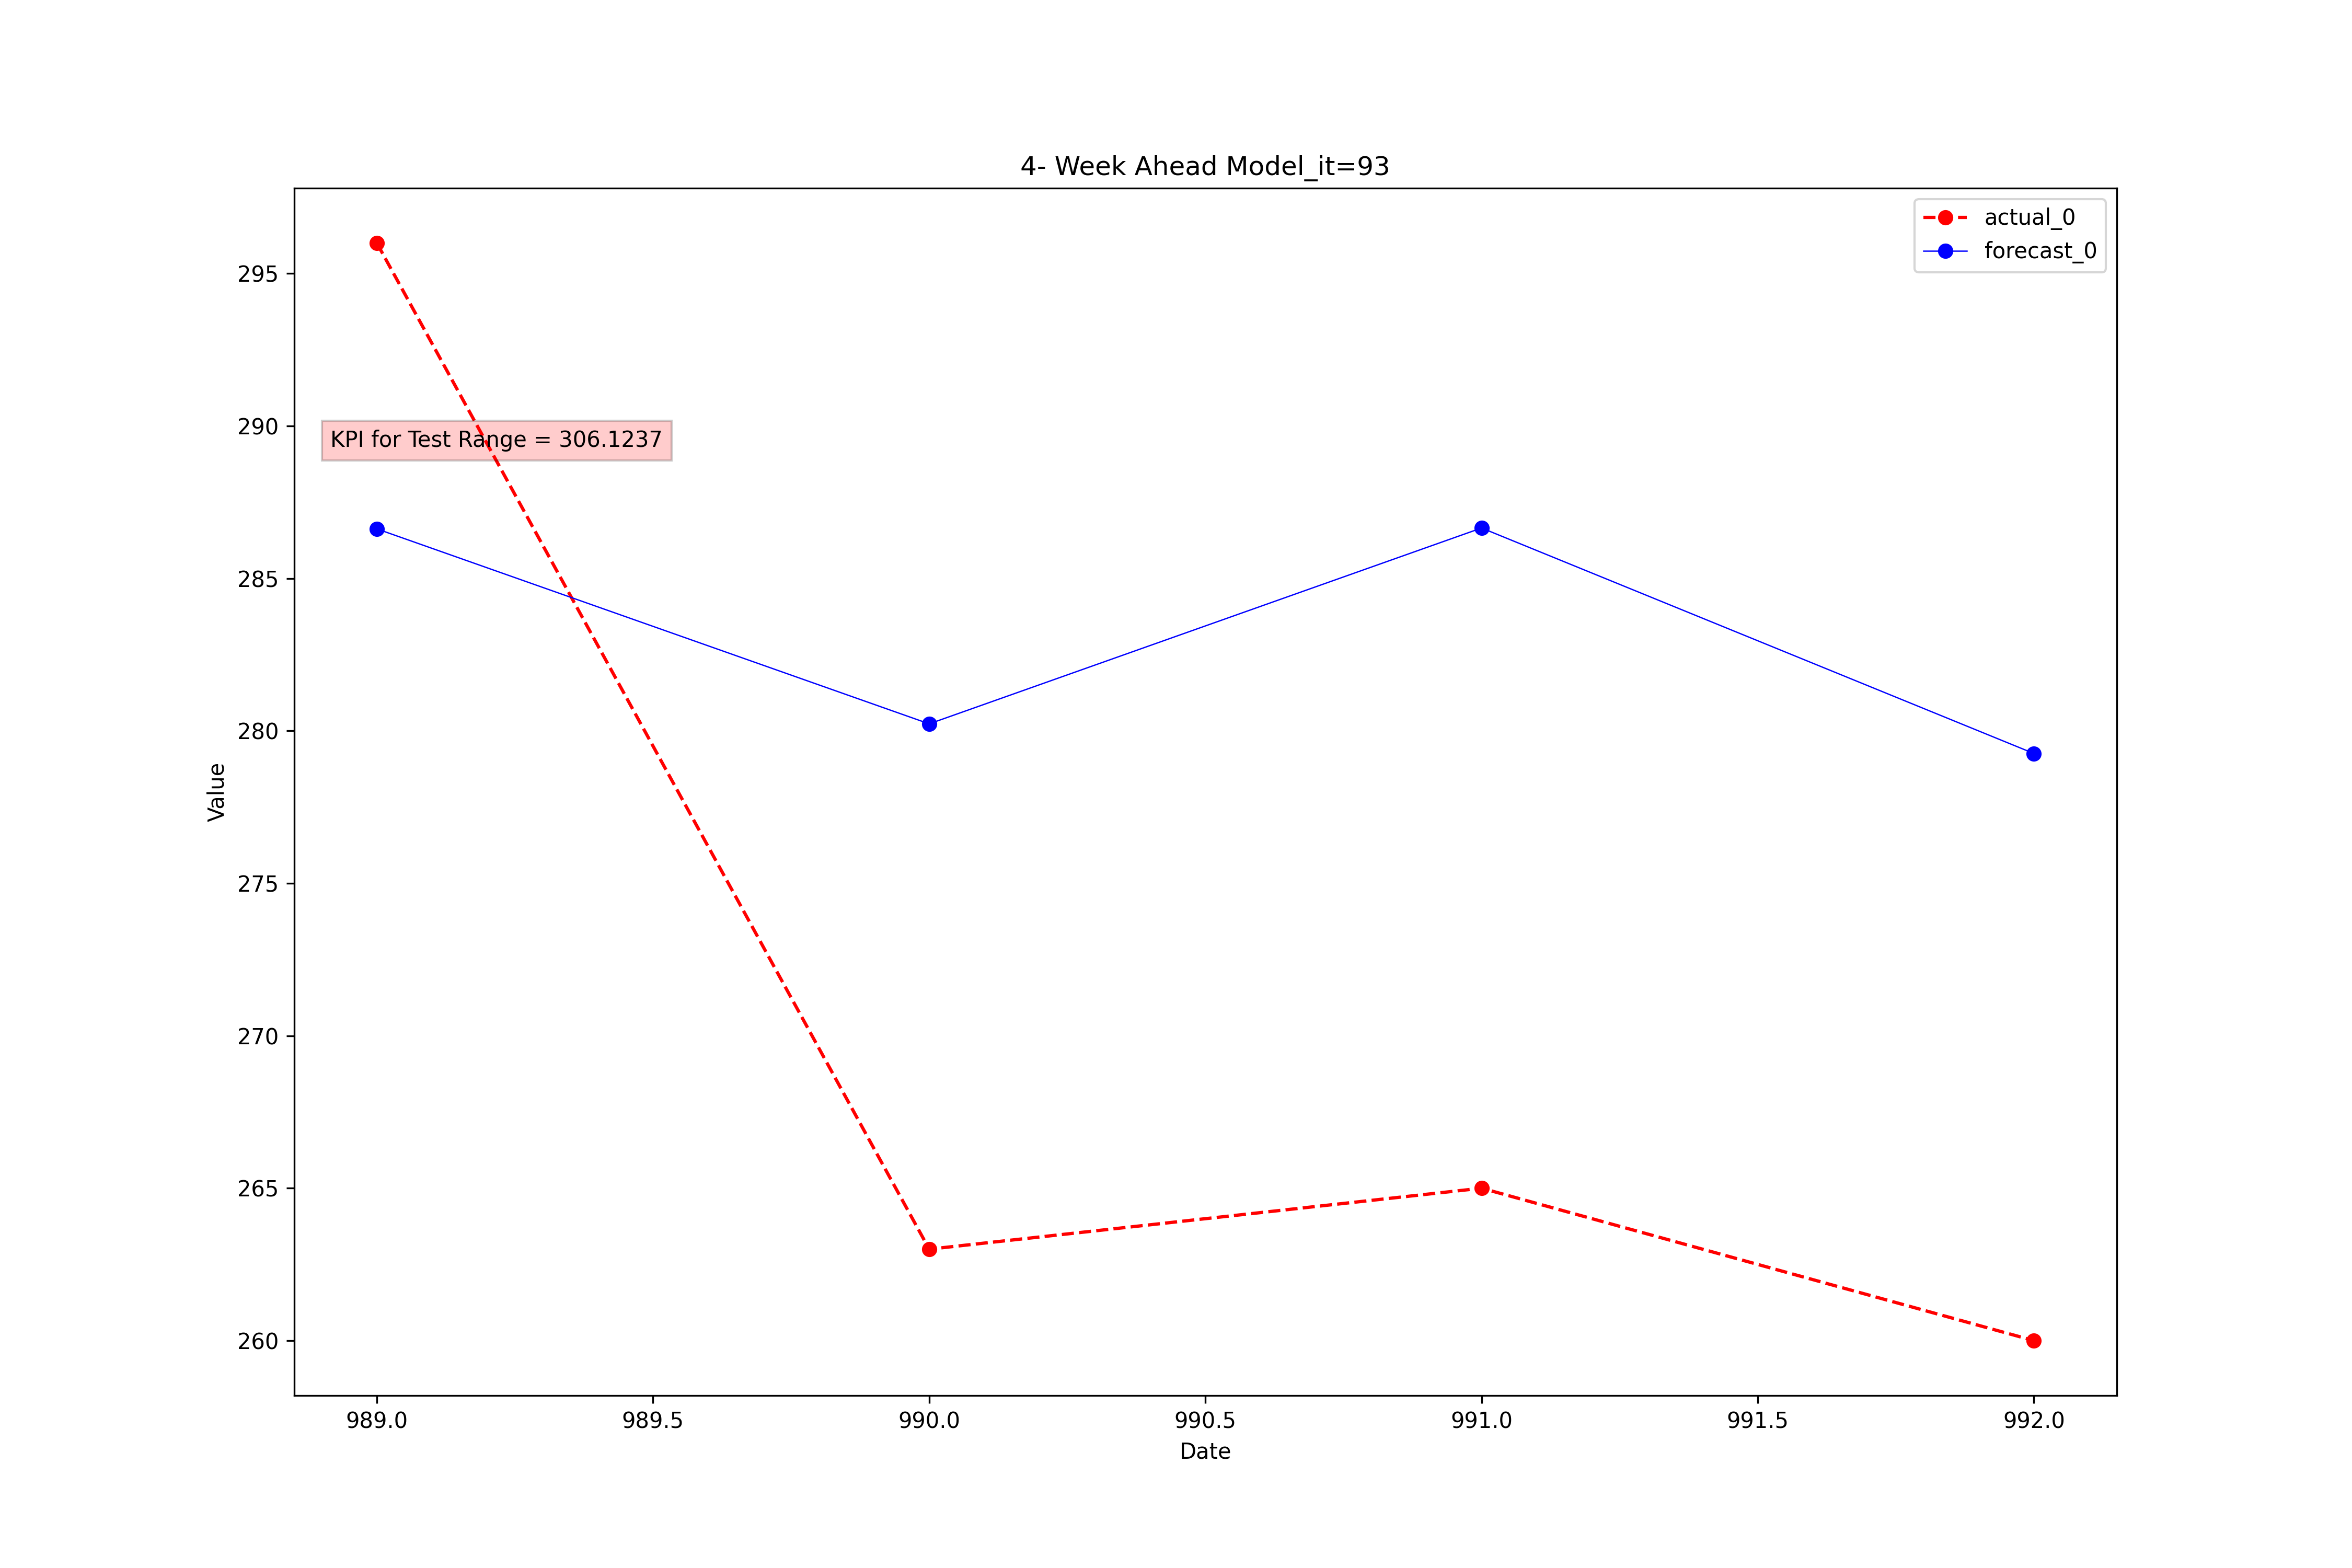 4- Week Ahead Model_it=93
actual_0
forecast_0
295
290
285
280
275
270
265
260
KPI for Test Range = 306.1237
Value
989.0
989.5
990.0
990.5
991.0
991.5
992.0
Date